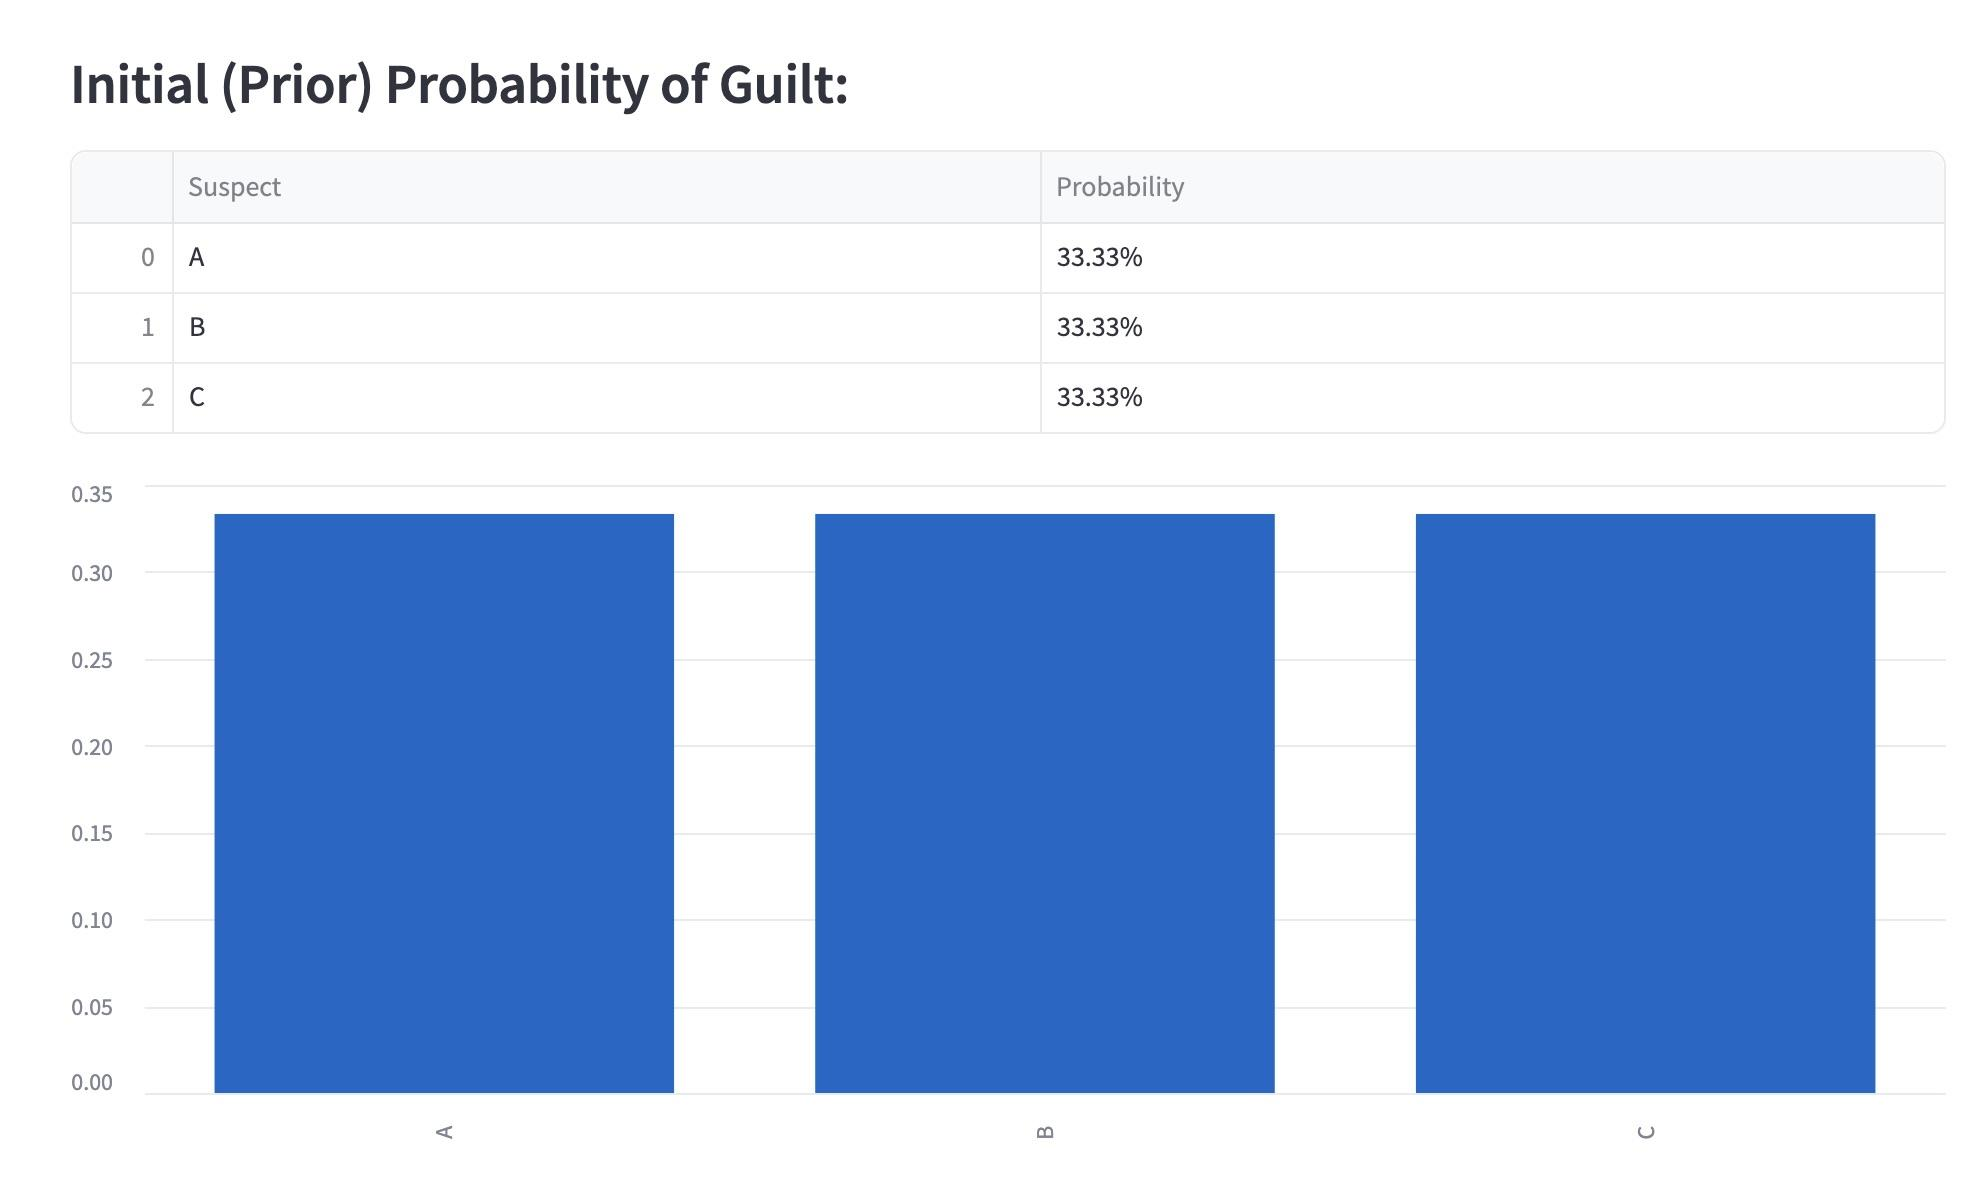 Initial (Prior) Probability of Guilt:
Suspect Probability
0 A 33.33%
1 B 33.33%
2 C 33.33%
0.35
0.30
0.25
0.20
0.15
0.10
0.05
0.00
A B C